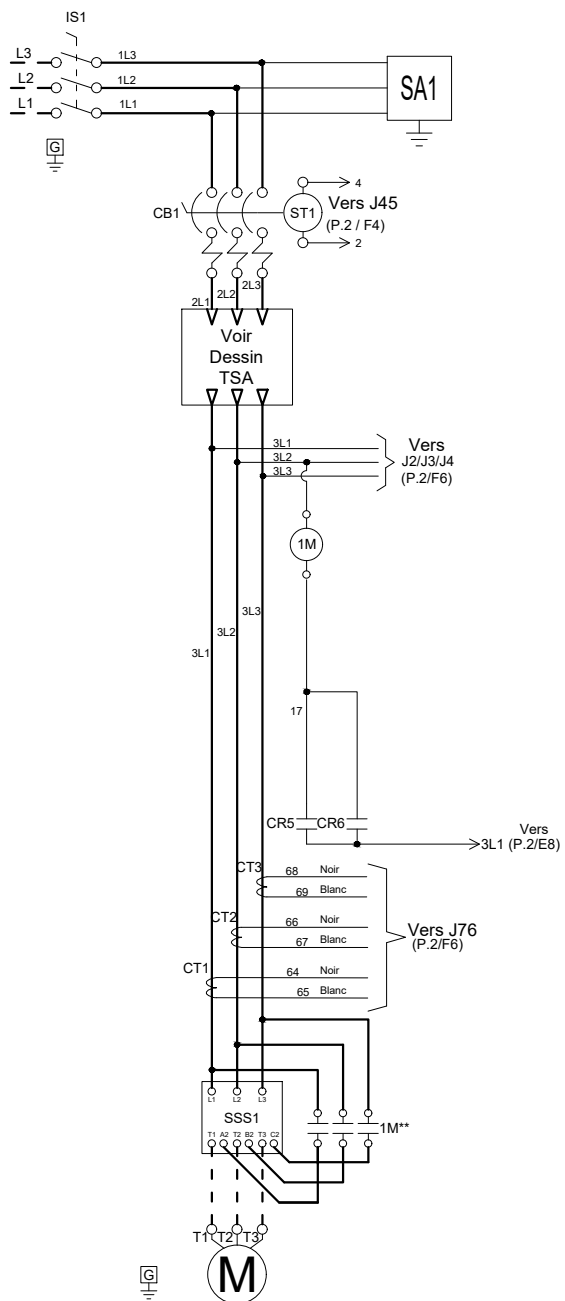 IS1
L3
1L3
L2
1L2
L1
1L1
SA1
G
4
CB1
ST1
Vers J45
(P.2 / F4)
2
2L1
2L2
2L3
Voir
Dessin
TSA
3L1
3L2
3L3
Vers
J2/J3/J4
(P.2/F6)
1M
3L3
3L2
3L1
17
CR5
CR6
Vers
3L1 (P.2/E8)
CT3
68
Noir
69
Blanc
CT2
66
Noir
67
Blanc
Vers J76
(P.2/F6)
CT1
64
Noir
65
Blanc
L1
L2
L3
SSS1
T1
A2
T2
B2
T3
C2
1M**
T1
T2
T3
G
M